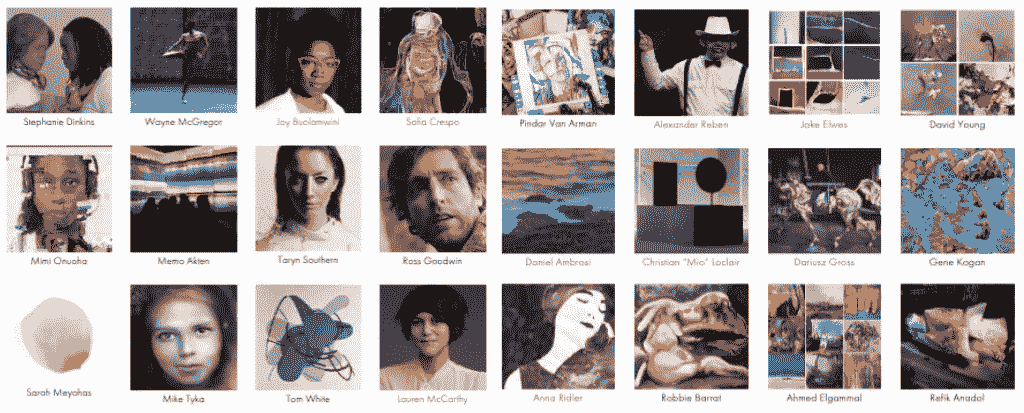 Stephanie Dinkins
Wayne McGregor
Joy Buolamwini
Sofia Crespo
Pindar Van Arman
Alexander Reben
Jake Elwes
David Young
Mimi Onuoha
Memo Akten
Taryn Southern
Ross Goodwin
Daniel Ambrosi
Christian "Mio" Loclair
Dariusz Gross
Gene Kogan
Sarah Meyohas
Mike Tyka
Tom White
Lauren McCarthy
Anna Ridler
Robbie Barrat
Ahmed Elgammal
Refik Anadol